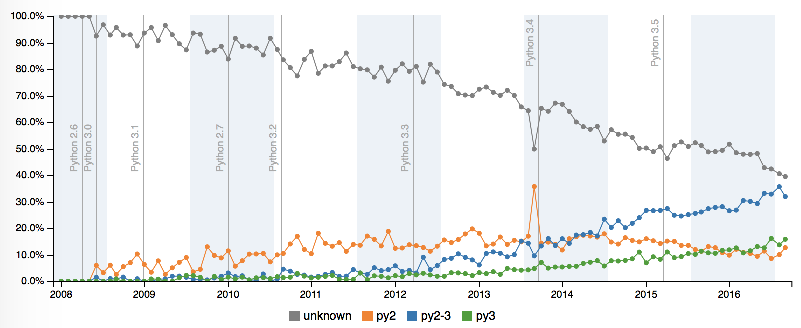 100.0%
90.0%
80.0%
70.0%
60.0%
50.0%
40.0%
30.0%
20.0%
10.0%
0.0%
Python 2.6
Python 3.0
Python 3.1
Python 2.7
Python 3.2
Python 3.3
Python 3.4
Python 3.5
2008 2009 2010 2011 2012 2013 2014 2015 2016
unknown py2 py2-3 py3